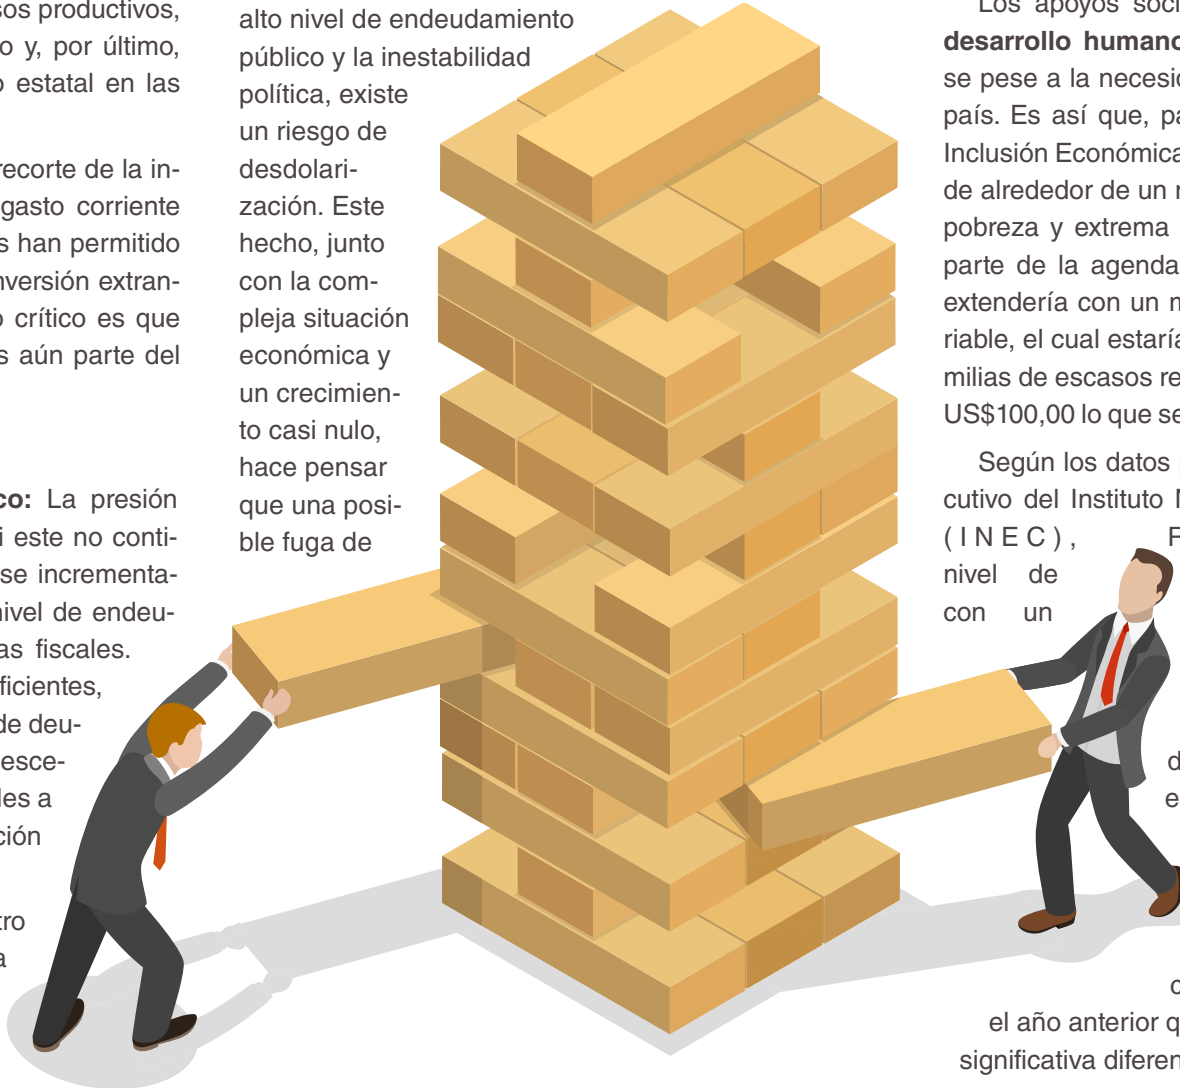 sos productivos,
o y, por último,
o estatal en las
recorte de la in-
gasto corriente
s han permitido
nversión extran-
o crítico es que
s aún parte del
co: La presión
i este no conti-
se incrementa-
nivel de endeu-
as fiscales.
ficientes,
de deu-
esce-
les a
ción
tro
a
alto nivel de endeudamiento
público y la inestabilidad
política, existe
un riesgo de
desdolari-
zación. Este
hecho, junto
con la com-
pleja situación
económica y
un crecimien-
to casi nulo,
hace pensar
que una posi-
ble fuga de
Los apoyos soci
desarrollo humano
se pese a la necesid
país. Es así que, pa
Inclusión Económica
de alrededor de un m
pobreza y extrema
parte de la agenda
extendería con un m
riable, el cual estaría
milias de escasos re
US$100,00 lo que se
Según los datos p
cutivo del Instituto N
(INEC), F
nivel de
con un
d
e
c
el año anterior q
significativa diferen